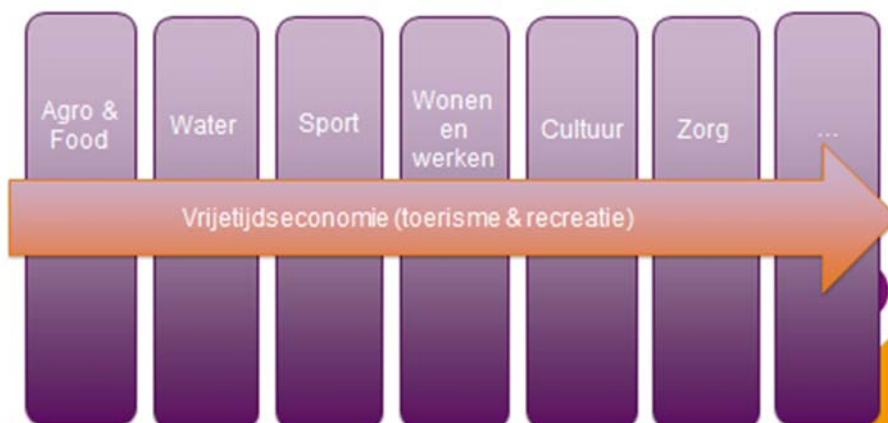 Agro &
Food
Water
Sport
Wonen
en
werken
Cultuur
Zorg
...
Vrijetijdseconomie (toerisme & recreatie)